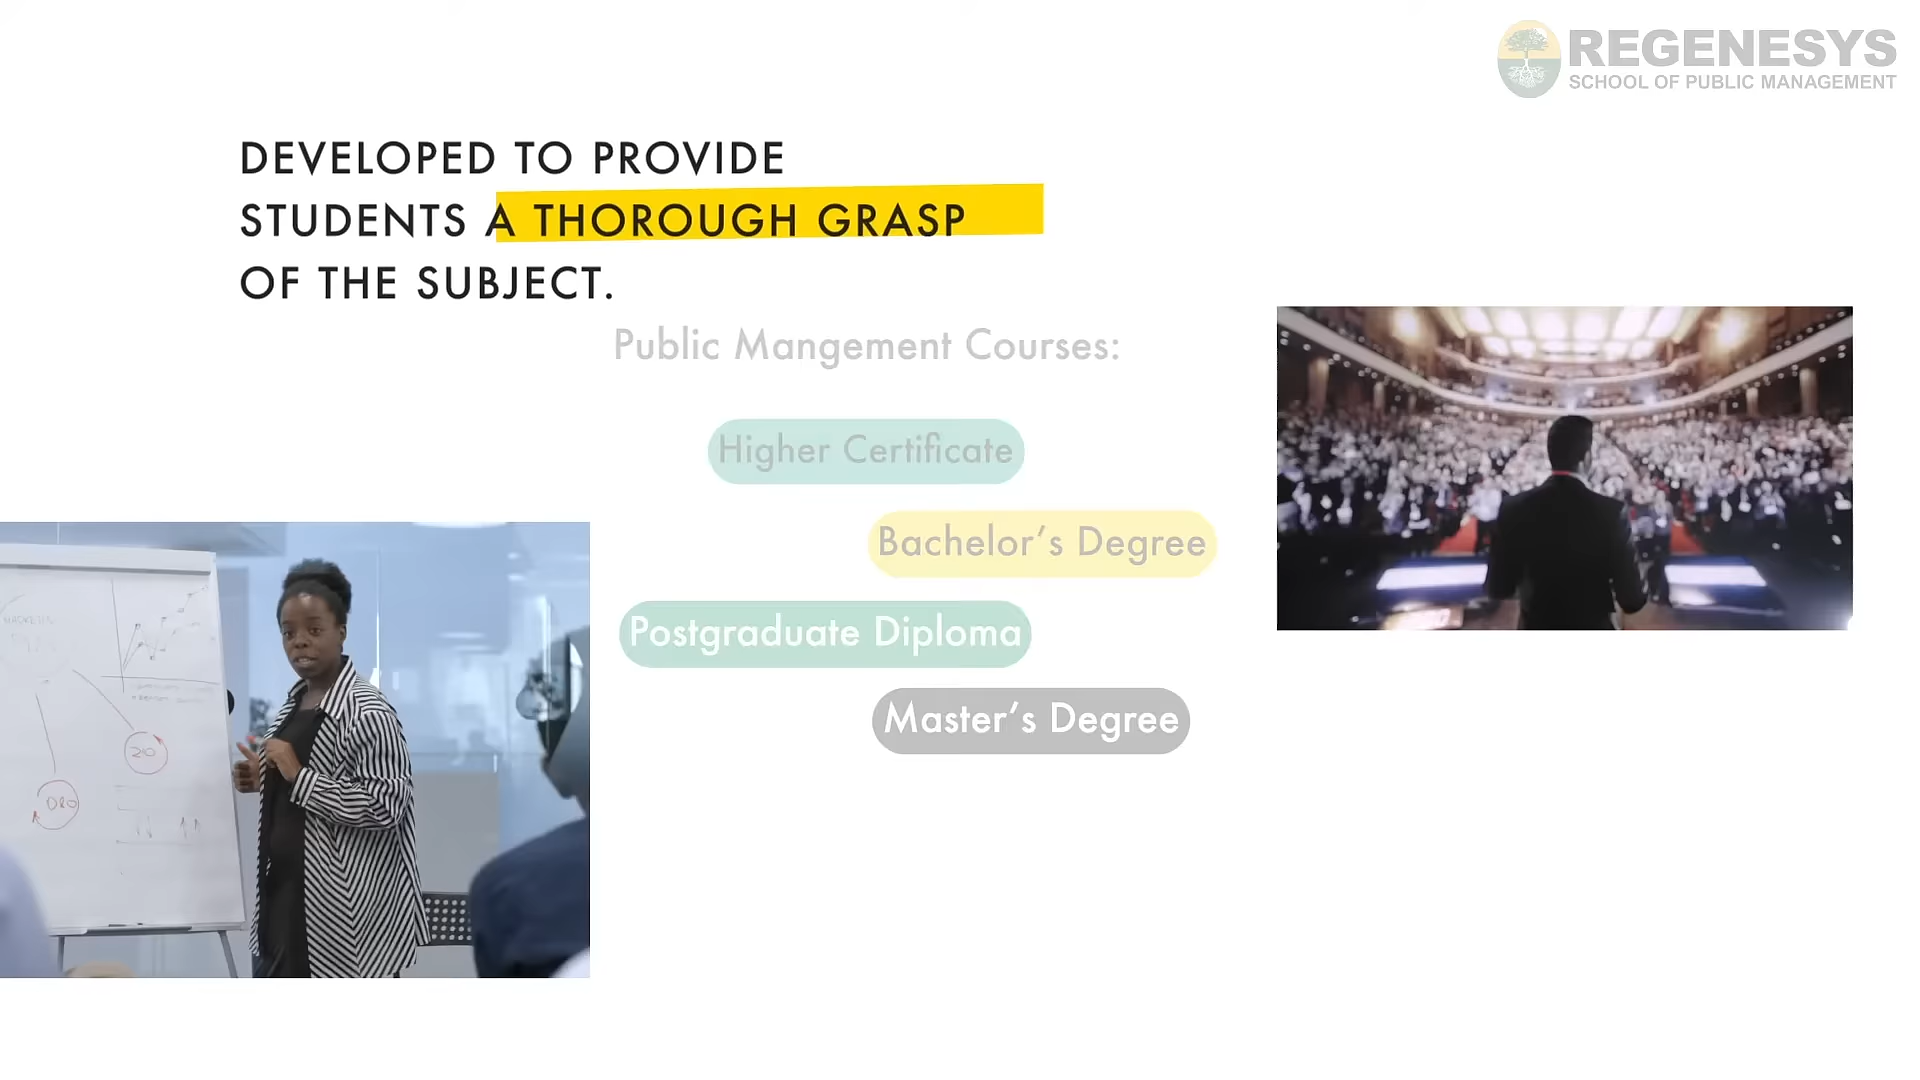 REGENESYS
SCHOOL OF PUBLIC MANAGEMENT
DEVELOPED TO PROVIDE
STUDENTS A THOROUGH GRASP
OF THE SUBJECT.
Public Mangement Courses:
Higher Certificate
Bachelor's Degree
Postgraduate Diploma
Master's Degree